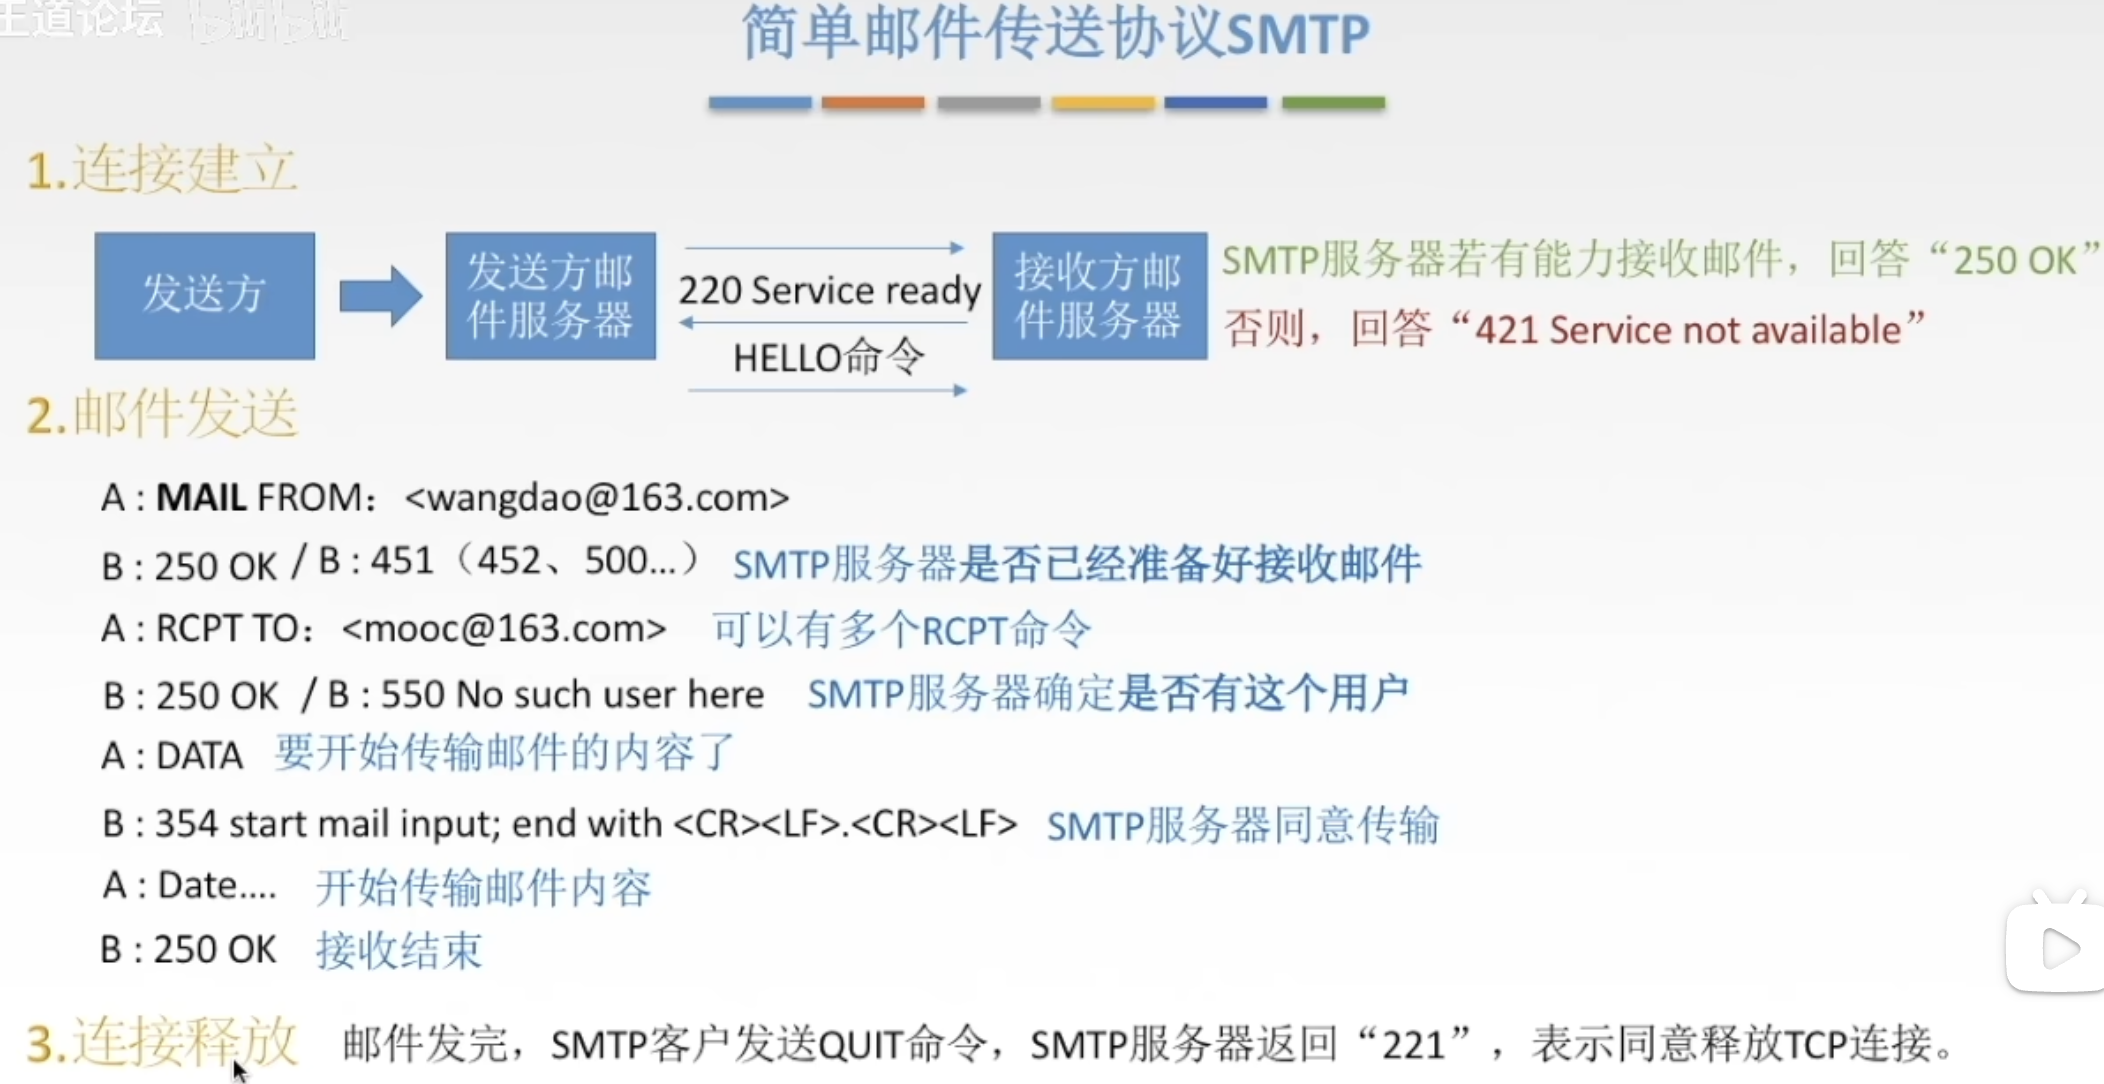 王道论坛 bilibili
简单邮件传送协议SMTP
1.连接建立
发送方
发送方邮
件服务器
220 Service ready
HELLO命令
接收方邮
件服务器
SMTP服务器若有能力接收邮件，回答“250 OK”
否则，回答“421 Service not available”
2.邮件发送
A : MAIL FROM：<wangdao@163.com>
B : 250 OK / B : 451（452、500...） SMTP服务器是否已经准备好接收邮件
A : RCPT TO：<mooc@163.com> 可以有多个RCPT命令
B : 250 OK / B : 550 No such user here SMTP服务器确定是否有这个用户
A : DATA 要开始传输邮件的内容了
B : 354 start mail input; end with <CR><LF>.<CR><LF> SMTP服务器同意传输
A : Date.... 开始传输邮件内容
B : 250 OK 接收结束
3.连接释放 邮件发完，SMTP客户发送QUIT命令，SMTP服务器返回“221”，表示同意释放TCP连接。